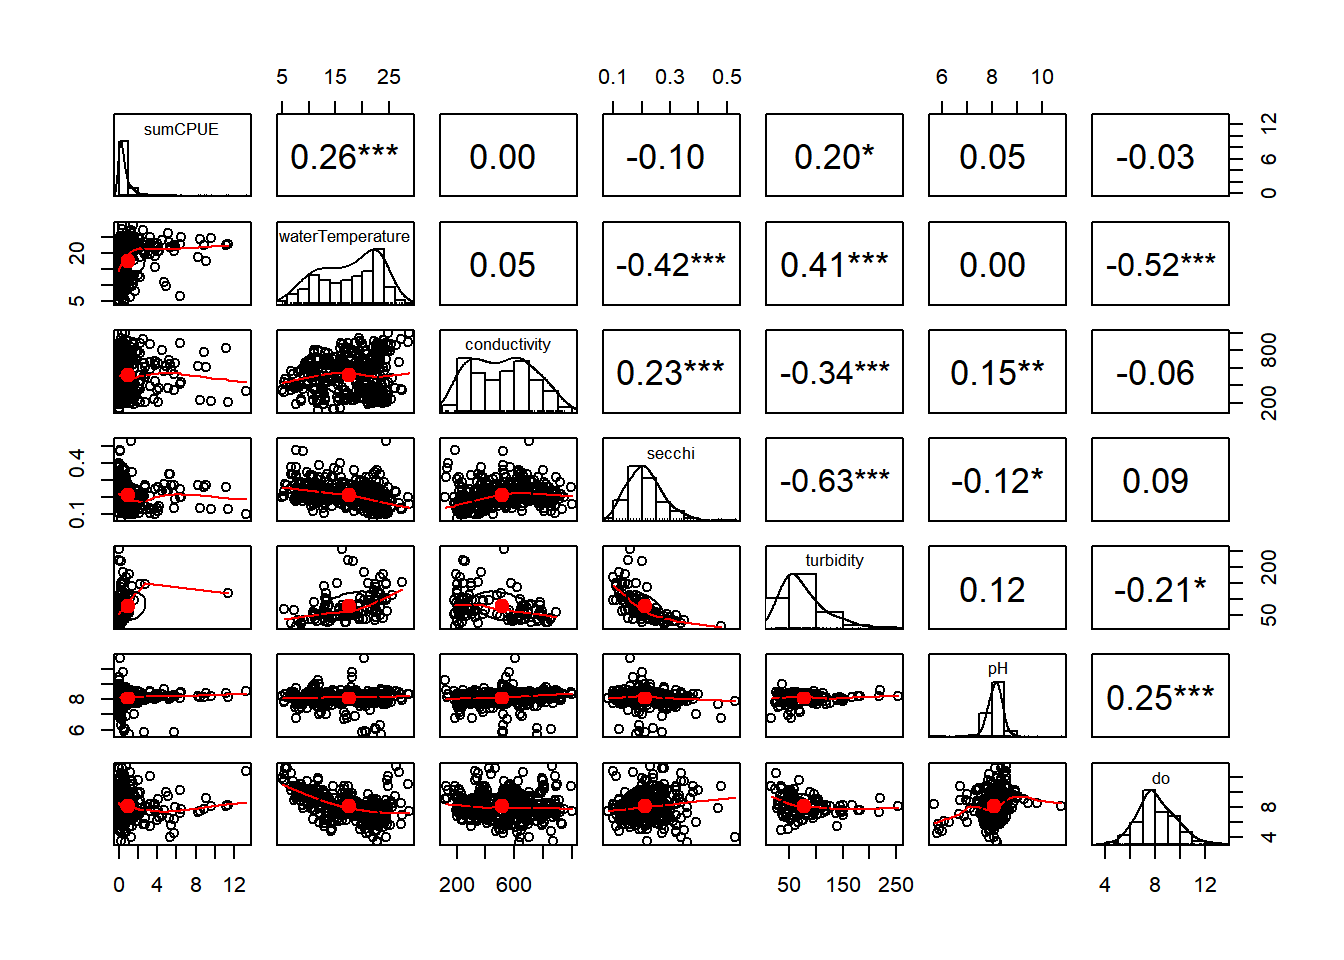 5 15 25 0.1 0.3 0.5 6 8 10
sumCPUE 0.26*** 0.00 -0.10 0.20* 0.05 -0.03 0 6 12
5 20 waterTemperature 0.05 -0.42*** 0.41*** 0.00 -0.52***
conductivity 0.23*** -0.34*** 0.15** -0.06 200 800
0.1 0.4 secchi -0.63*** -0.12* 0.09
turbidity 0.12 -0.21* 50 200
6 8 pH 0.25***
do 4 8
0 4 8 12 200 600 50 150 250 4 8 12